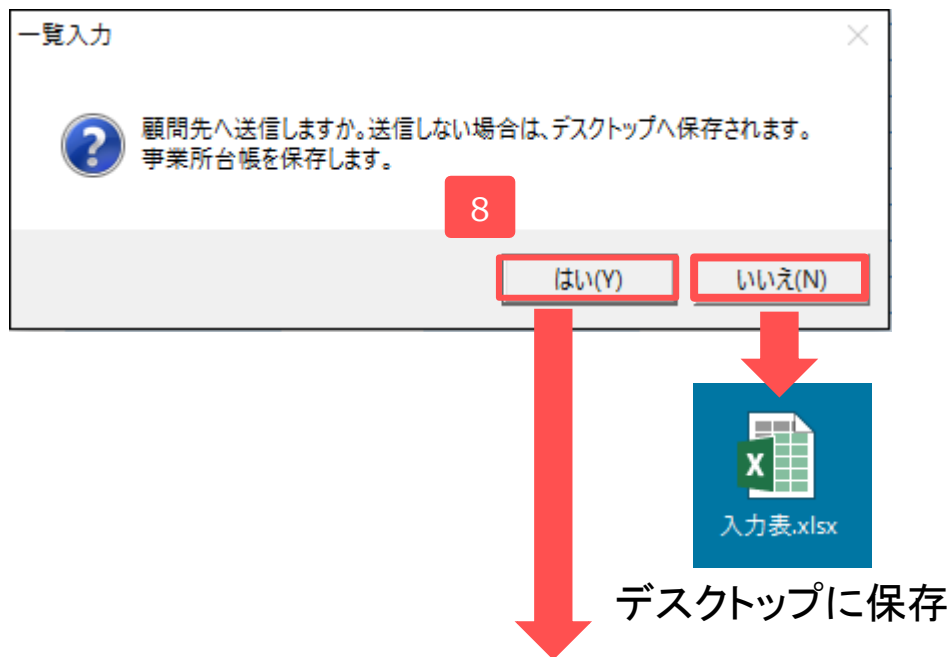 一覧入力
顧問先へ送信しますか。送信しない場合は、デスクトップへ保存されます。
事業所台帳を保存します。
8
はい(Y)
いいえ(N)
入力表.xlsx
デスクトップに保存